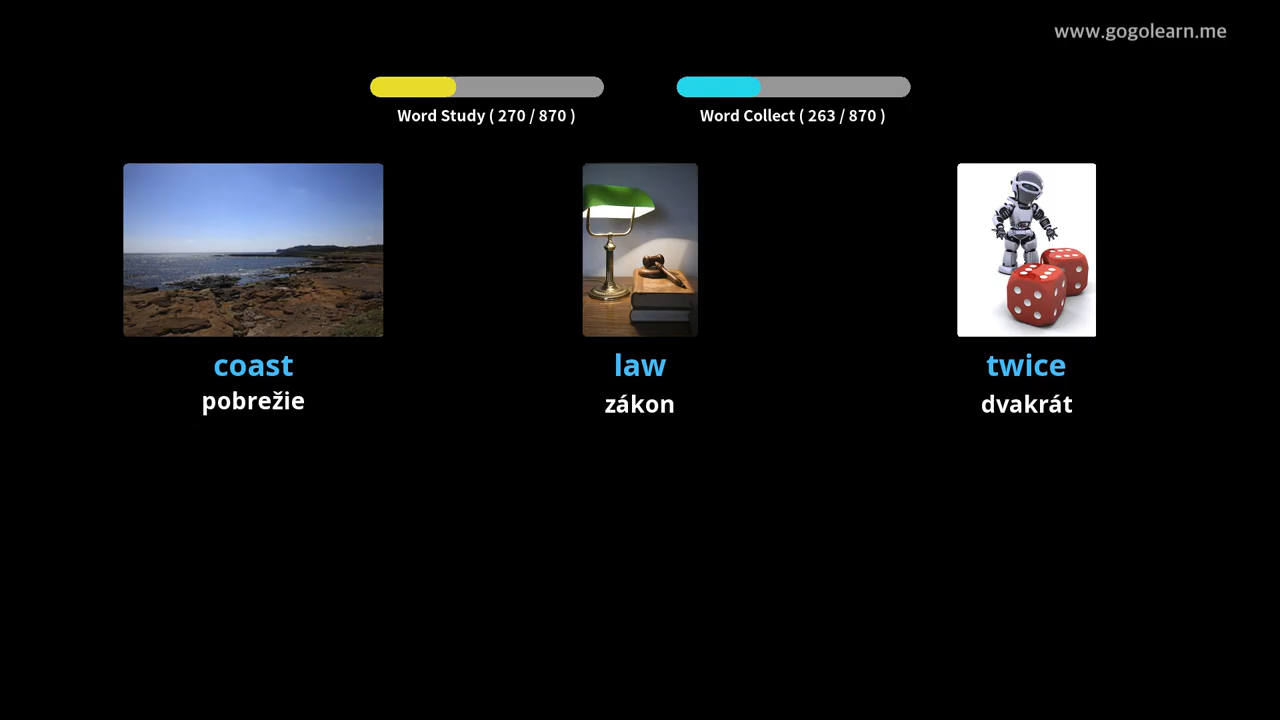 www.gogolearn.me
Word Study ( 270 / 870 )
Word Collect ( 263 / 870 )
coast
pobrežie
law
zákon
twice
dvakrát